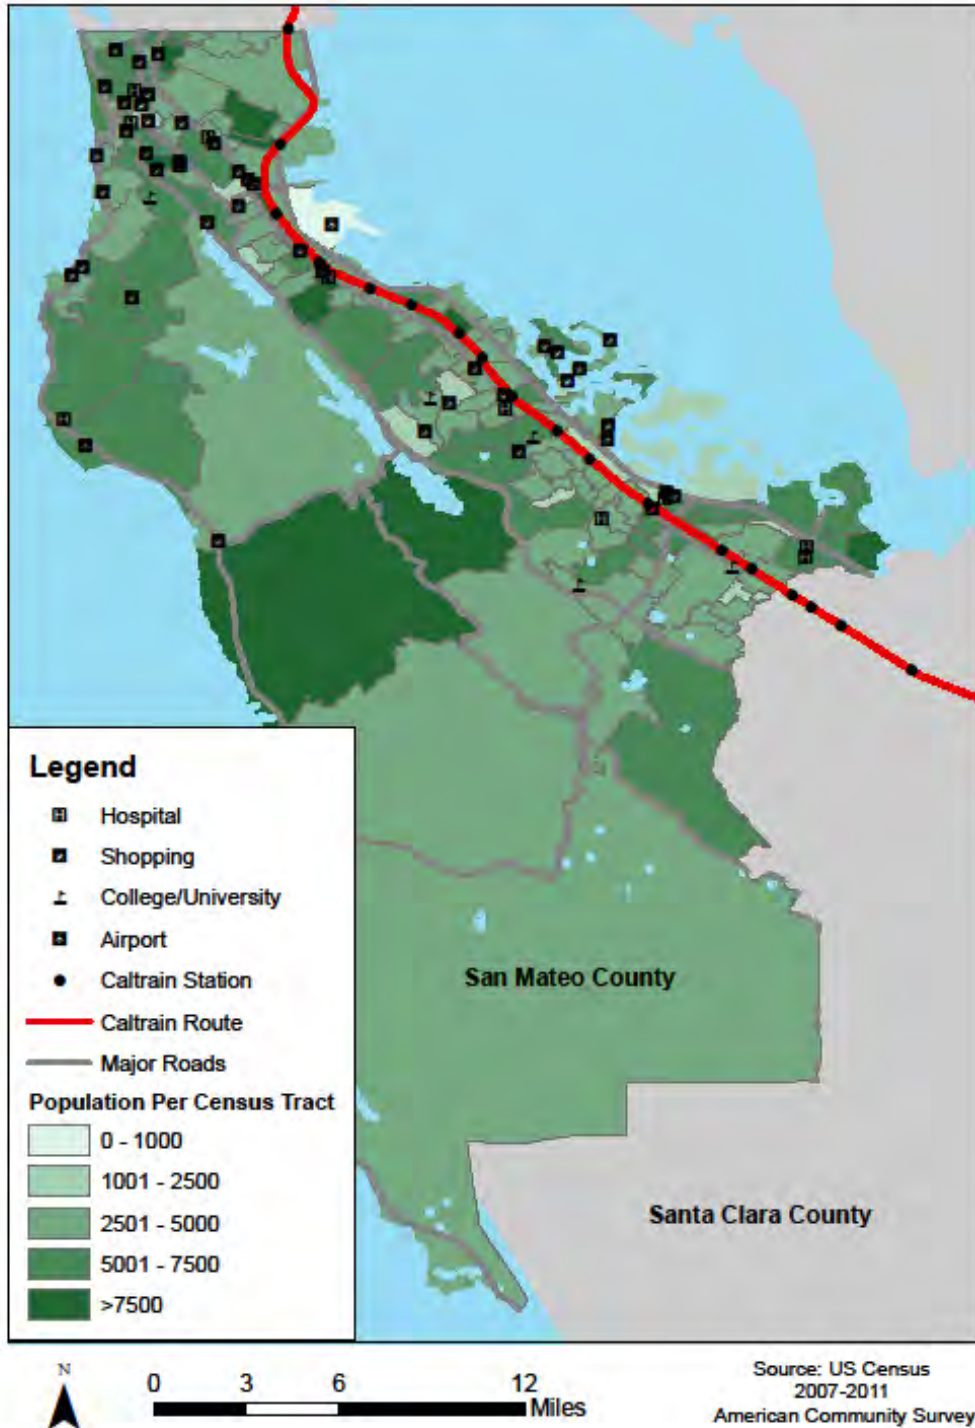 San Mateo County
Santa Clara County
Legend
Hospital
Shopping
College/University
Airport
Caltrain Station
Caltrain Route
Major Roads
Population Per Census Tract
0 - 1000
1001 - 2500
2501 - 5000
5001 - 7500
>7500
N
0 3 6 12
Miles
Source: US Census
2007-2011
American Community Survey